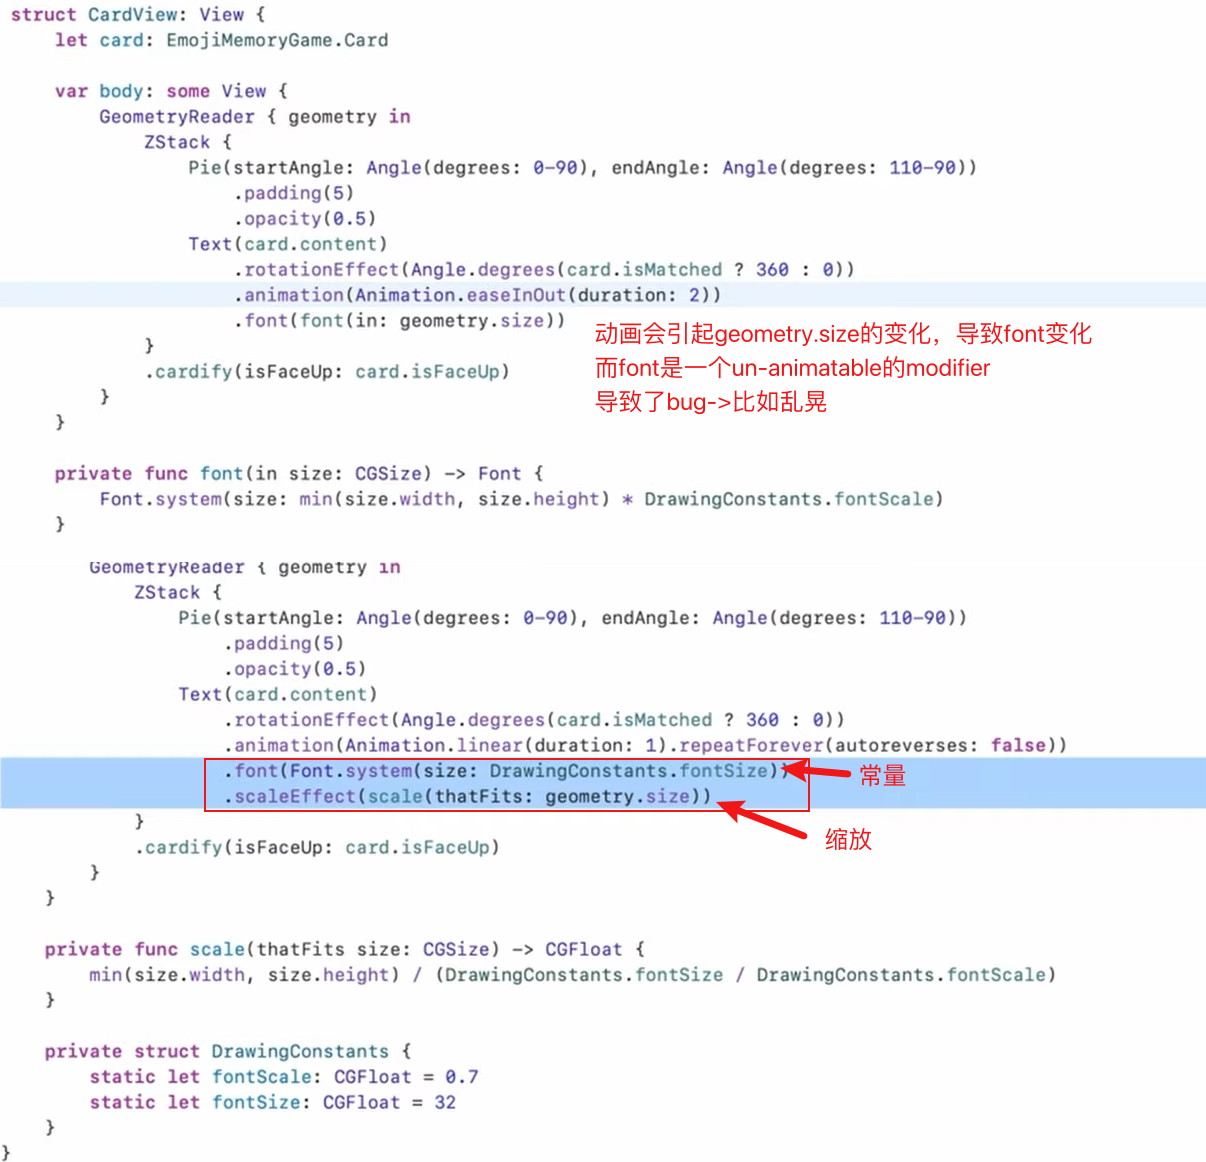 struct CardView: View {
let card: EmojiMemoryGame.Card
var body: some View {
GeometryReader { geometry in
ZStack {
Pie(startAngle: Angle(degrees: 0-90), endAngle: Angle(degrees: 110-90))
.padding(5)
.opacity(0.5)
Text(card.content)
.rotationEffect(Angle.degrees(card.isMatched ? 360 : 0))
.animation(Animation.easeInOut(duration: 2))
.font(font(in: geometry.size))
动画会引起geometry.size的变化，导致font变化
而font是一个un-animatable的modifier
导致了bug->比如乱晃
}
.cardify(isFaceUp: card.isFaceUp)
}
}
private func font(in size: CGSize) -> Font {
Font.system(size: min(size.width, size.height) * DrawingConstants.fontScale)
}
GeometryReader { geometry in
ZStack {
Pie(startAngle: Angle(degrees: 0-90), endAngle: Angle(degrees: 110-90))
.padding(5)
.opacity(0.5)
Text(card.content)
.rotationEffect(Angle.degrees(card.isMatched ? 360 : 0))
.animation(Animation.linear(duration: 1).repeatForever(autoreverses: false))
.font(Font.system(size: DrawingConstants.fontSize)) 常量
.scaleEffect(scale(thatFits: geometry.size))
缩放
}
.cardify(isFaceUp: card.isFaceUp)
}
}
private func scale(thatFits size: CGSize) -> CGFloat {
min(size.width, size.height) / (DrawingConstants.fontSize / DrawingConstants.fontScale)
}
private struct DrawingConstants {
static let fontScale: CGFloat = 0.7
static let fontSize: CGFloat = 32
}
}